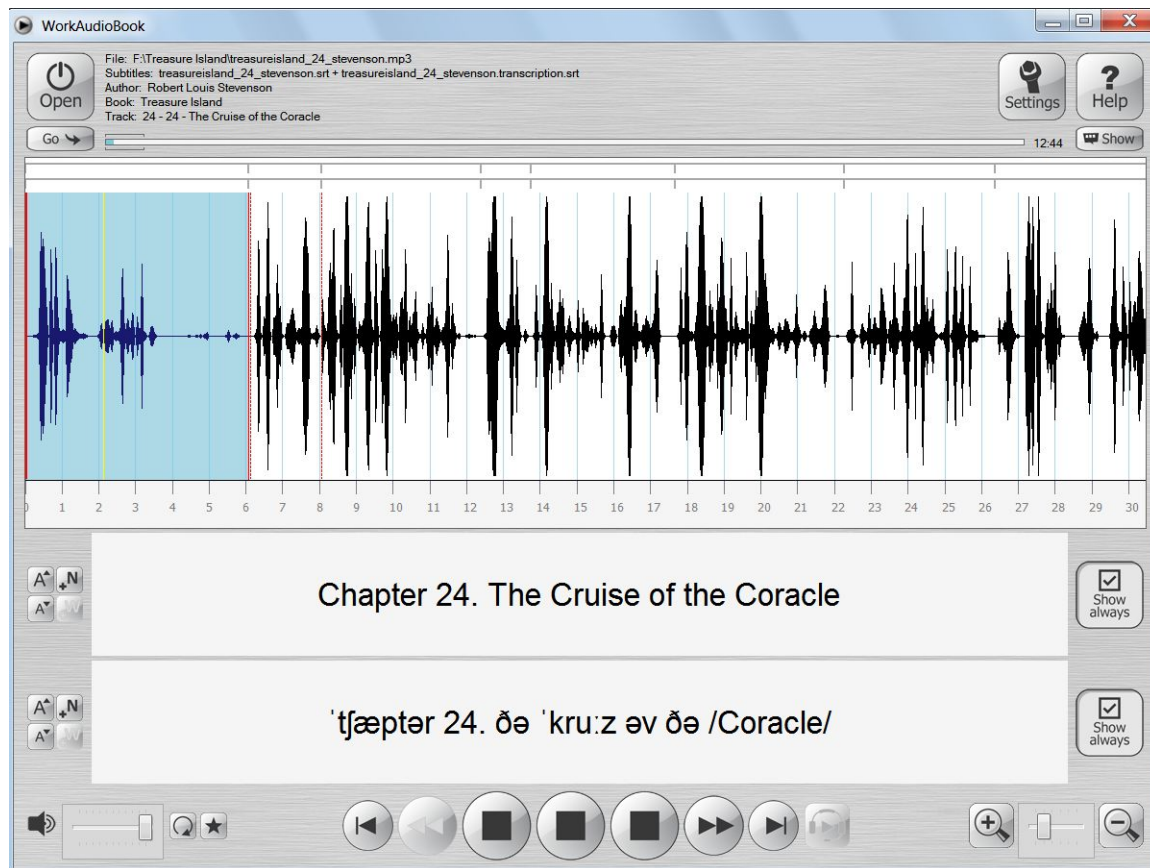 WorkAudioBook
File: F:\Treasure Island\treasureisland_24_stevenson.mp3
Subtitles: treasureisland_24_stevenson.srt + treasureisland_24_stevenson.transcription.srt
Author: Robert Louis Stevenson
Book: Treasure Island
Track: 24 - 24 - The Cruise of the Coracle
Open
Settings
? Help
Go
12:44
Show
0 1 2 3 4 5 6 7 8 9 10 11 12 13 14 15 16 17 18 19 20 21 22 23 24 25 26 27 28 29 30
A +N
A W
Chapter 24. The Cruise of the Coracle
Show always
A +N
A W
ˈtʃæptər 24. ðə ˈkruːz əv ðə /Coracle/
Show always